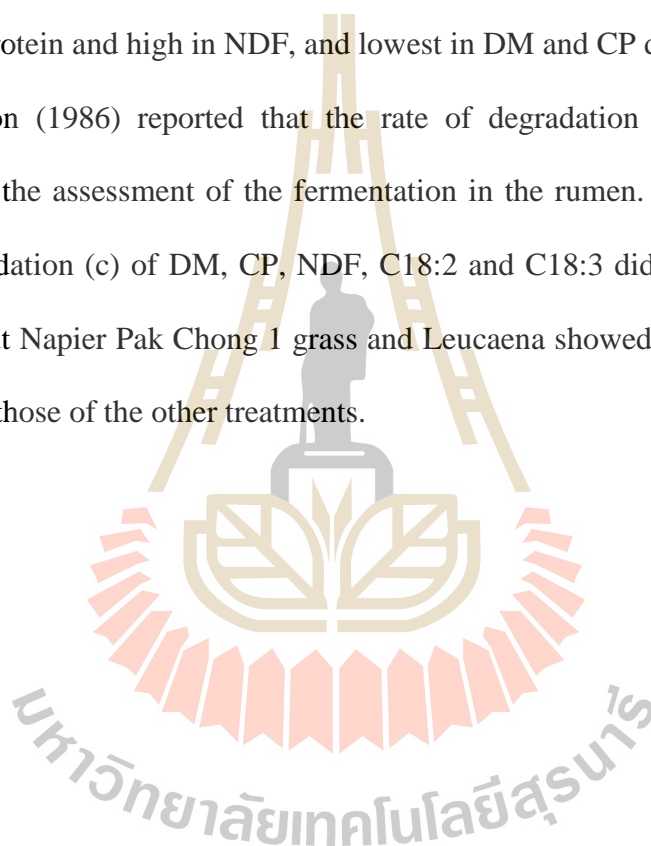 rotein and high in NDF, and lowest in DM and CP d
on (1986) reported that the rate of degradation
the assessment of the fermentation in the rumen.
dation (c) of DM, CP, NDF, C18:2 and C18:3 did
t Napier Pak Chong 1 grass and Leucaena showed
those of the other treatments.
มหาวิทยาลัยเทคโนโลยีสุรนารี